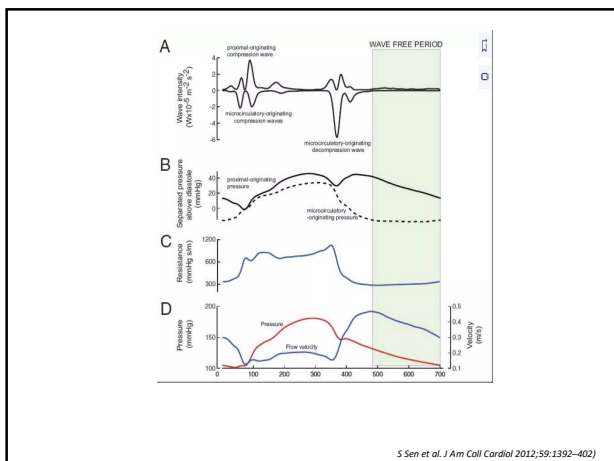 A
WAVE FREE PERIOD
proximal-originating
compression wave
Wave intensity
(Wx10-5 m-2 s-2)
4
2
0
-2
-4
-6
microcirculatory-originating
compression waves
microcirculatory-originating
decompression wave
B
Separated pressure
above diastole
(mmHg)
40
20
0
proximal-originating
pressure
microcirculatory
-originating pressure
C
Resistance
(mmHg s/m)
1200
600
300
D
Pressure
(mmHg)
200
150
100
Pressure
Flow velocity
0.5
0.4
0.3
0.2
0.1
Velocity
(m/s)
0 100 200 300 400 500 600 700
S Sen et al. J Am Coll Cardiol 2012;59:1392–402)